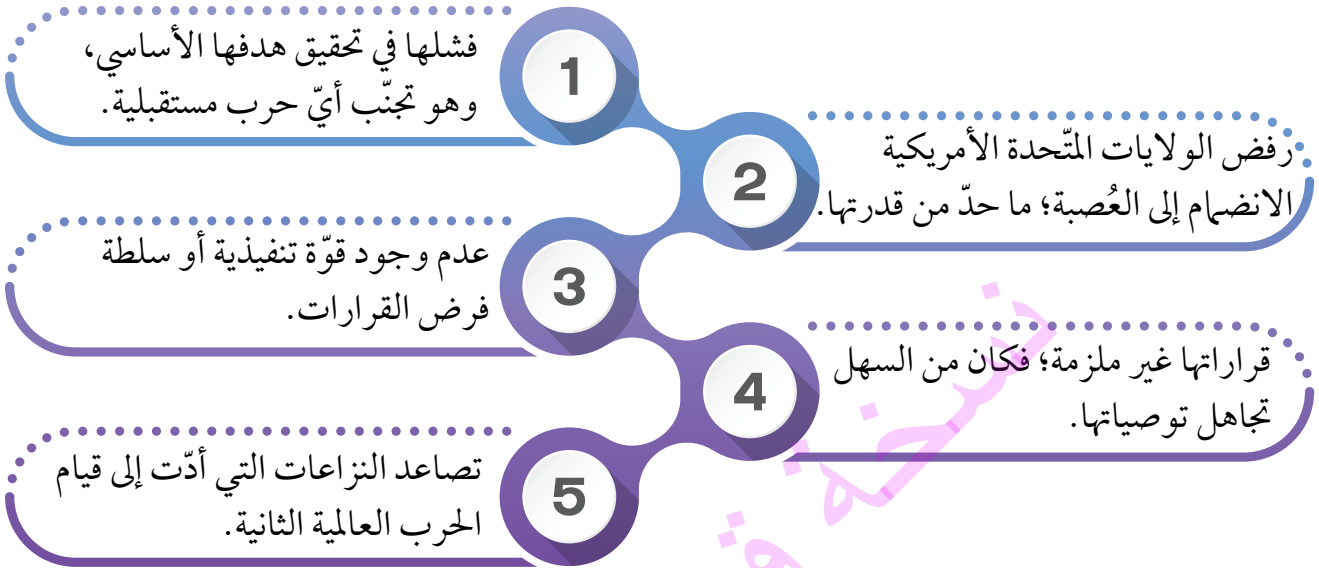 1
فشلها في تحقيق هدفها الأساسي،
وهو تجنّب أيّ حرب مستقبلية.
2
رفض الولايات المتّحدة الأمريكية
الانضمام إلى العُصبة؛ ما حدّ من قدرتها.
3
عدم وجود قوّة تنفيذية أو سلطة
فرض القرارات.
4
قراراتها غير ملزمة؛ فكان من السهل
تجاهل توصياتها.
5
تصاعد النزاعات التي أدّت إلى قيام
الحرب العالمية الثانية.
نسخة